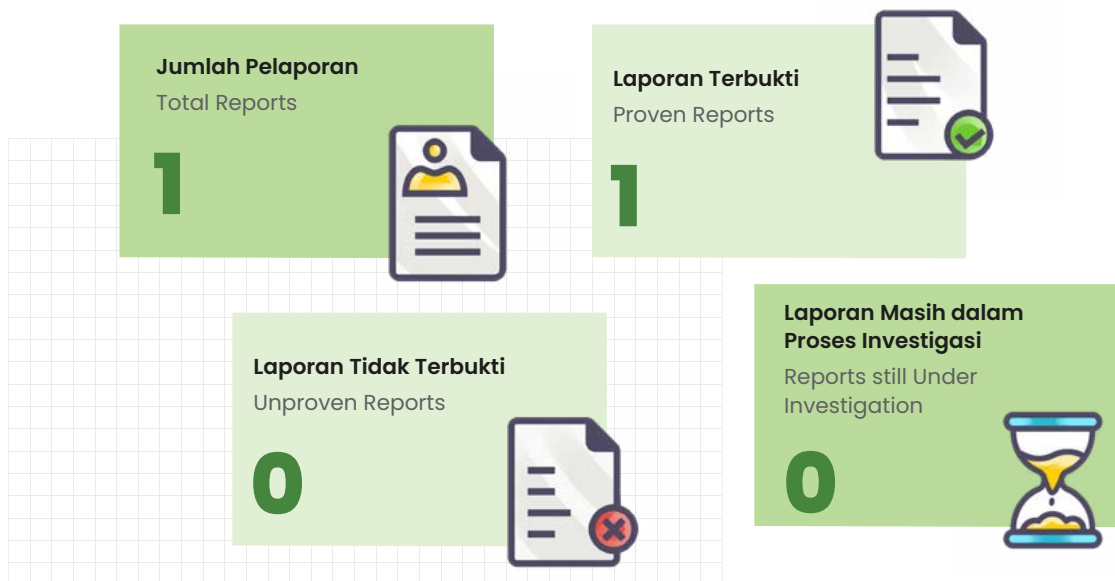 Jumlah Pelaporan
Total Reports
1
Laporan Terbukti
Proven Reports
1
Laporan Tidak Terbukti
Unproven Reports
0
Laporan Masih dalam
Proses Investigasi
Reports still Under
Investigation
0